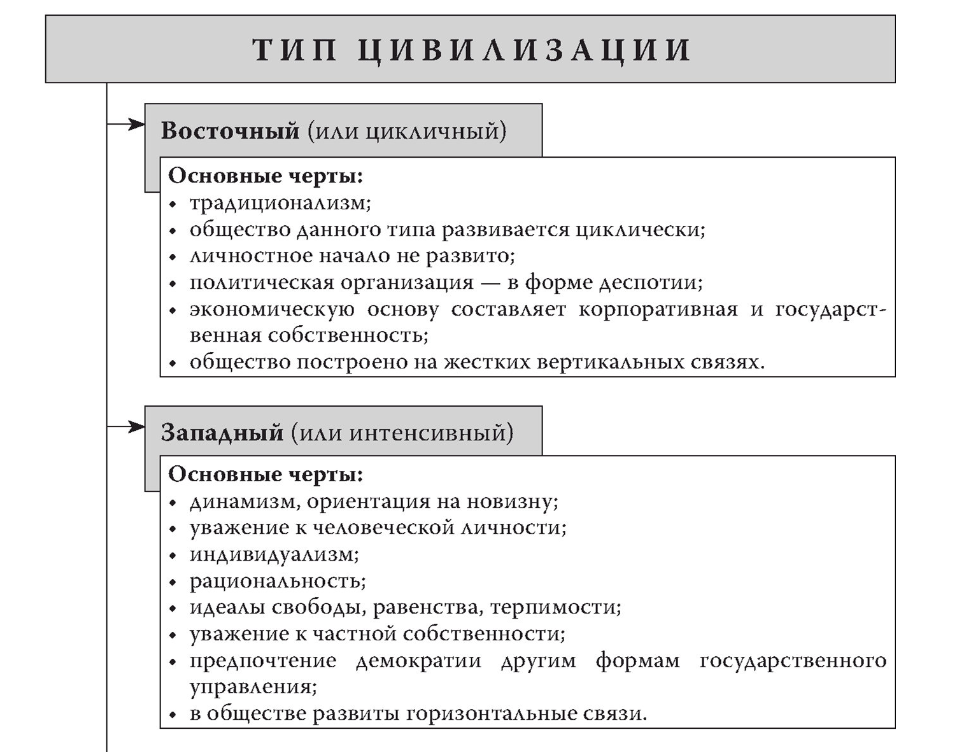 ТИП ЦИВИЛИЗАЦИИ
Восточный (или цикличный)
Основные черты:
• традиционализм;
• общество данного типа развивается циклически;
• личностное начало не развито;
• политическая организация — в форме деспотии;
• экономическую основу составляет корпоративная и государст-
венная собственность;
• общество построено на жестких вертикальных связях.
Западный (или интенсивный)
Основные черты:
• динамизм, ориентация на новизну;
• уважение к человеческой личности;
• индивидуализм;
• рациональность;
• идеалы свободы, равенства, терпимости;
• уважение к частной собственности;
• предпочтение демократии другим формам государственного
управления;
• в обществе развиты горизонтальные связи.